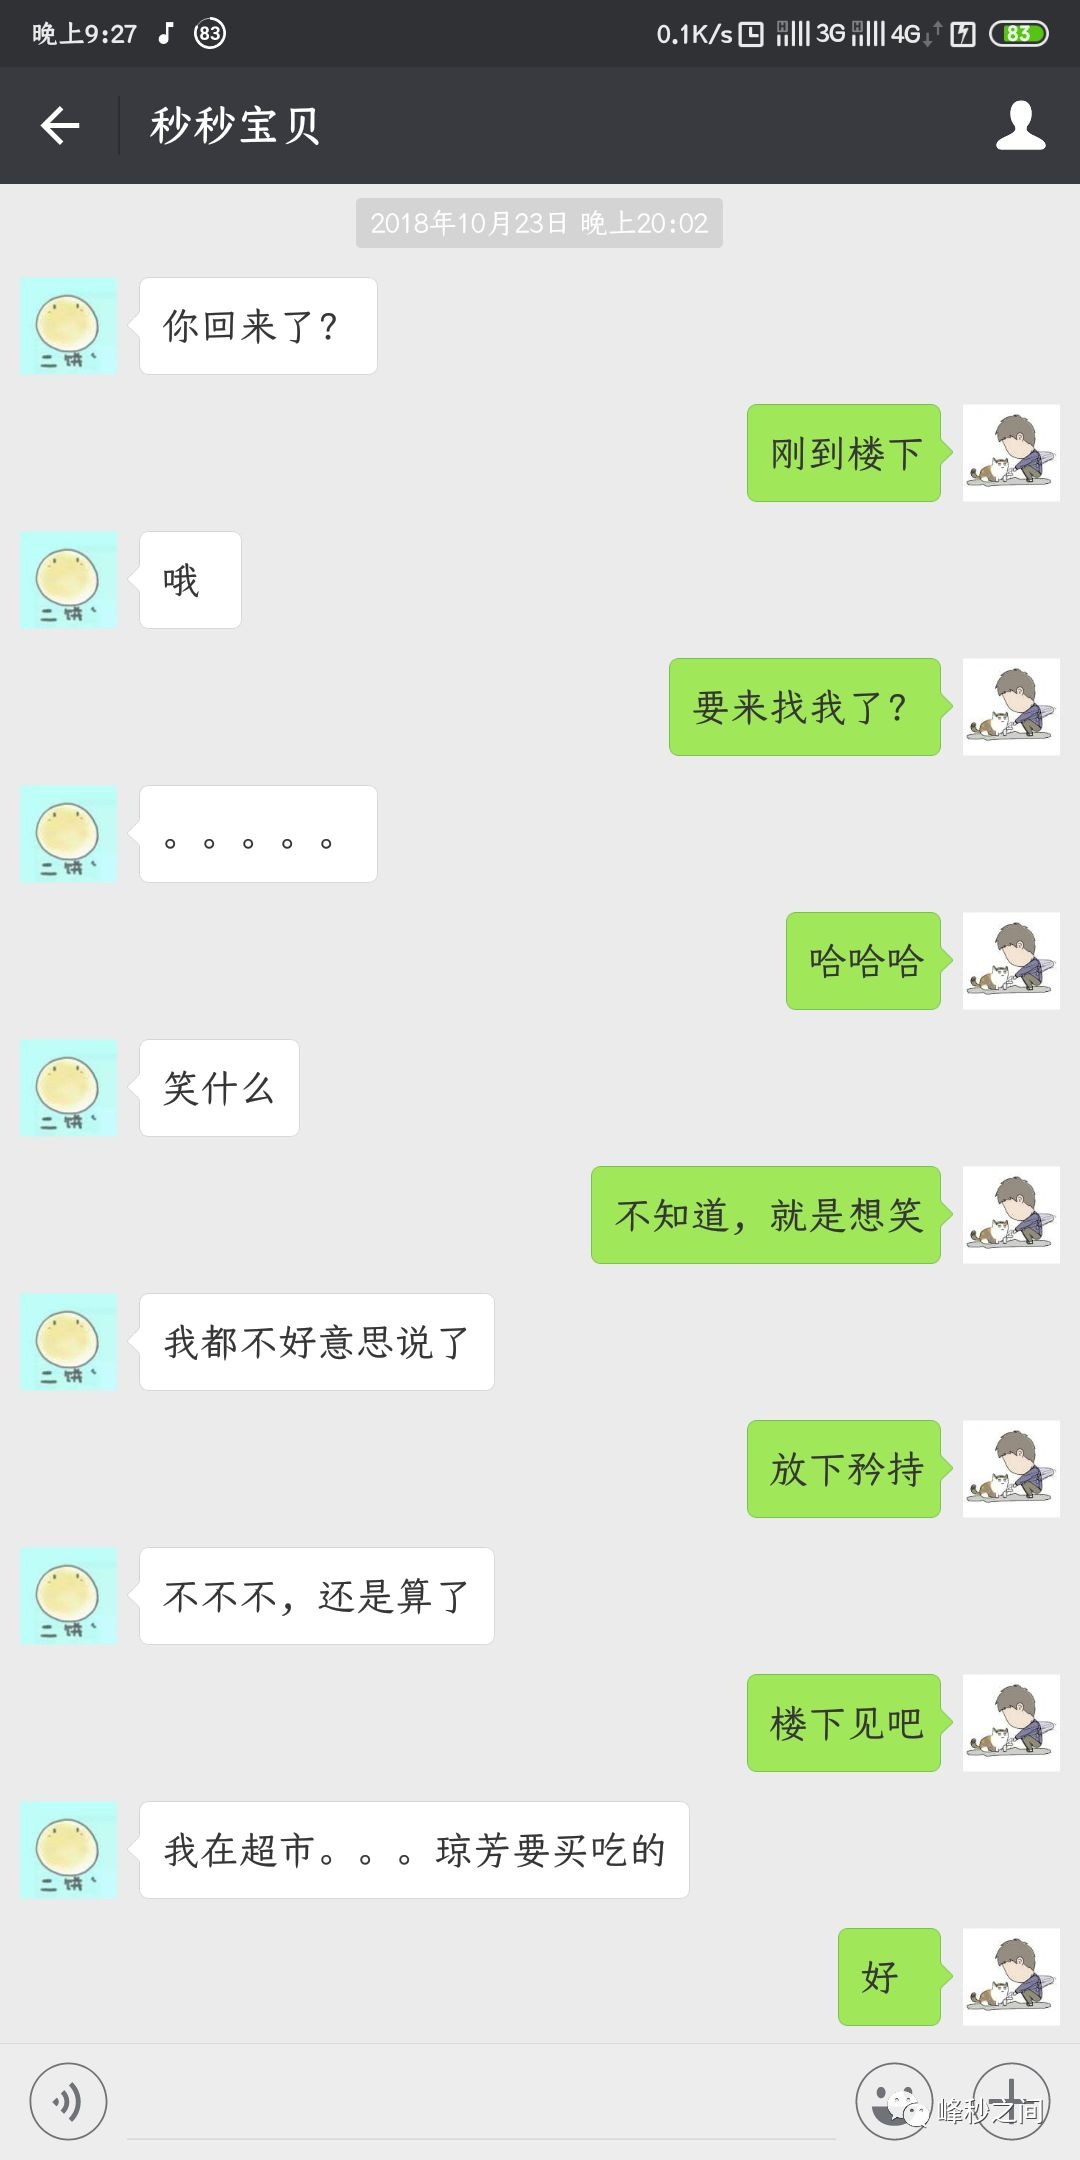 晚上9:27 83 0.1K/s 3G 4G 83
秒秒宝贝
2018年10月23日 晚上20:02
你回来了?
二饼
刚到楼下
哦
二饼
要来找我了?
。。。。。
二饼
哈哈哈
笑什么
二饼
不知道，就是想笑
我都不好意思说了
二饼
放下矜持
不不不，还是算了
二饼
楼下见吧
我在超市。。。琼芳要买吃的
二饼
好
峰秒之间